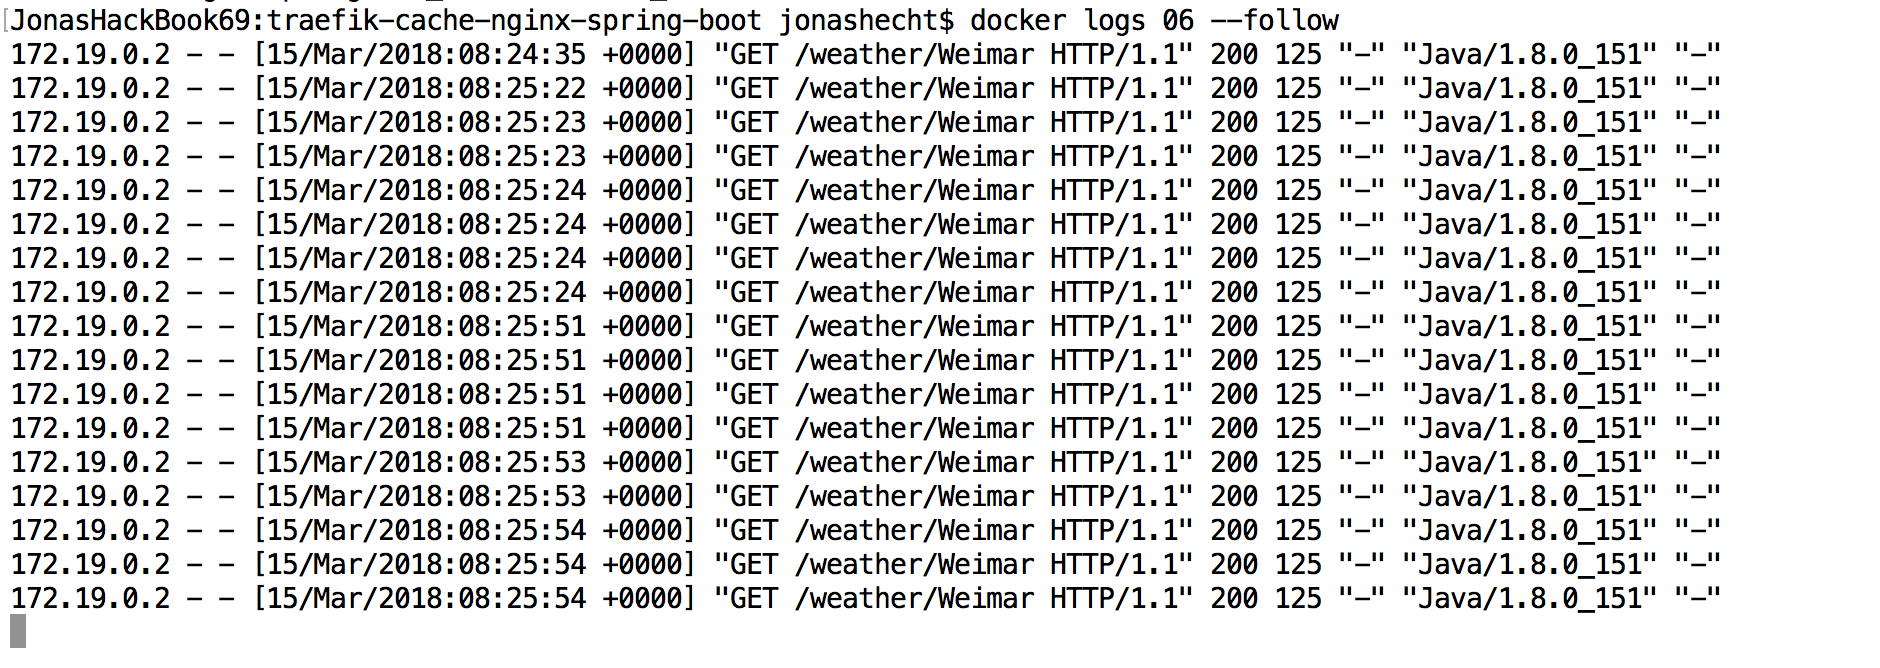 JonasHackBook69:traefik-cache-nginx-spring-boot jonashecht$ docker logs 06 --follow
172.19.0.2 - - [15/Mar/2018:08:24:35 +0000] "GET /weather/Weimar HTTP/1.1" 200 125 "-" "Java/1.8.0_151" "-"
172.19.0.2 - - [15/Mar/2018:08:25:22 +0000] "GET /weather/Weimar HTTP/1.1" 200 125 "-" "Java/1.8.0_151" "-"
172.19.0.2 - - [15/Mar/2018:08:25:23 +0000] "GET /weather/Weimar HTTP/1.1" 200 125 "-" "Java/1.8.0_151" "-"
172.19.0.2 - - [15/Mar/2018:08:25:23 +0000] "GET /weather/Weimar HTTP/1.1" 200 125 "-" "Java/1.8.0_151" "-"
172.19.0.2 - - [15/Mar/2018:08:25:24 +0000] "GET /weather/Weimar HTTP/1.1" 200 125 "-" "Java/1.8.0_151" "-"
172.19.0.2 - - [15/Mar/2018:08:25:24 +0000] "GET /weather/Weimar HTTP/1.1" 200 125 "-" "Java/1.8.0_151" "-"
172.19.0.2 - - [15/Mar/2018:08:25:24 +0000] "GET /weather/Weimar HTTP/1.1" 200 125 "-" "Java/1.8.0_151" "-"
172.19.0.2 - - [15/Mar/2018:08:25:24 +0000] "GET /weather/Weimar HTTP/1.1" 200 125 "-" "Java/1.8.0_151" "-"
172.19.0.2 - - [15/Mar/2018:08:25:51 +0000] "GET /weather/Weimar HTTP/1.1" 200 125 "-" "Java/1.8.0_151" "-"
172.19.0.2 - - [15/Mar/2018:08:25:51 +0000] "GET /weather/Weimar HTTP/1.1" 200 125 "-" "Java/1.8.0_151" "-"
172.19.0.2 - - [15/Mar/2018:08:25:51 +0000] "GET /weather/Weimar HTTP/1.1" 200 125 "-" "Java/1.8.0_151" "-"
172.19.0.2 - - [15/Mar/2018:08:25:51 +0000] "GET /weather/Weimar HTTP/1.1" 200 125 "-" "Java/1.8.0_151" "-"
172.19.0.2 - - [15/Mar/2018:08:25:53 +0000] "GET /weather/Weimar HTTP/1.1" 200 125 "-" "Java/1.8.0_151" "-"
172.19.0.2 - - [15/Mar/2018:08:25:53 +0000] "GET /weather/Weimar HTTP/1.1" 200 125 "-" "Java/1.8.0_151" "-"
172.19.0.2 - - [15/Mar/2018:08:25:54 +0000] "GET /weather/Weimar HTTP/1.1" 200 125 "-" "Java/1.8.0_151" "-"
172.19.0.2 - - [15/Mar/2018:08:25:54 +0000] "GET /weather/Weimar HTTP/1.1" 200 125 "-" "Java/1.8.0_151" "-"
172.19.0.2 - - [15/Mar/2018:08:25:54 +0000] "GET /weather/Weimar HTTP/1.1" 200 125 "-" "Java/1.8.0_151" "-"